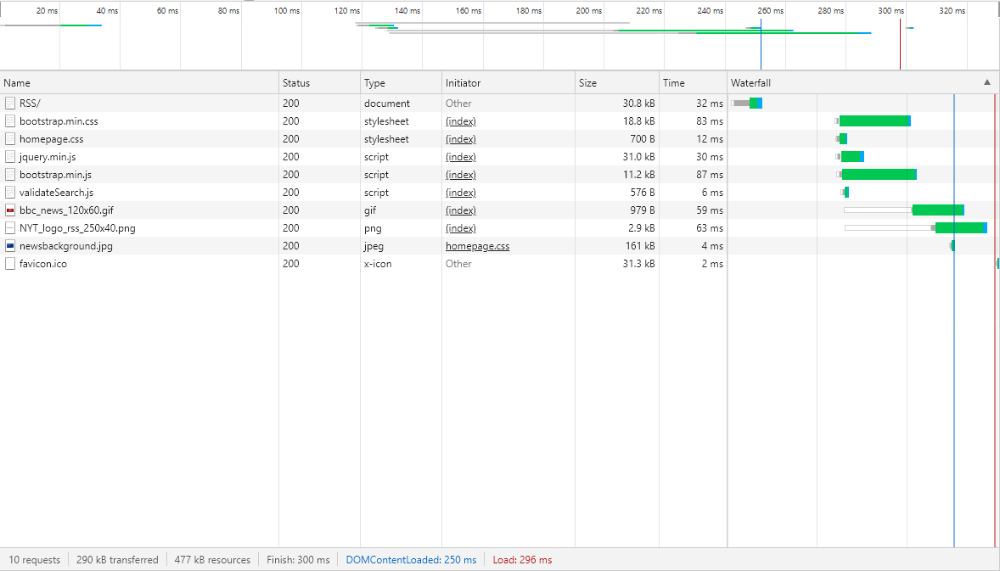 20 ms 40 ms 60 ms 80 ms 100 ms 120 ms 140 ms 160 ms 180 ms 200 ms 220 ms 240 ms 260 ms 280 ms 300 ms 320 ms
Name Status Type Initiator Size Time Waterfall ▲
RSS/ 200 document Other 30.8 kB 32 ms
bootstrap.min.css 200 stylesheet (index) 18.8 kB 83 ms
homepage.css 200 stylesheet (index) 700 B 12 ms
jquery.min.js 200 script (index) 31.0 kB 30 ms
bootstrap.min.js 200 script (index) 11.2 kB 87 ms
validateSearch.js 200 script (index) 576 B 6 ms
bbc_news_120x60.gif 200 gif (index) 979 B 59 ms
NYT_logo_rss_250x40.png 200 png (index) 2.9 kB 63 ms
newsbackground.jpg 200 jpeg homepage.css 161 kB 4 ms
favicon.ico 200 x-icon Other 31.3 kB 2 ms
10 requests 290 kB transferred 477 kB resources Finish: 300 ms DOMContentLoaded: 250 ms Load: 296 ms